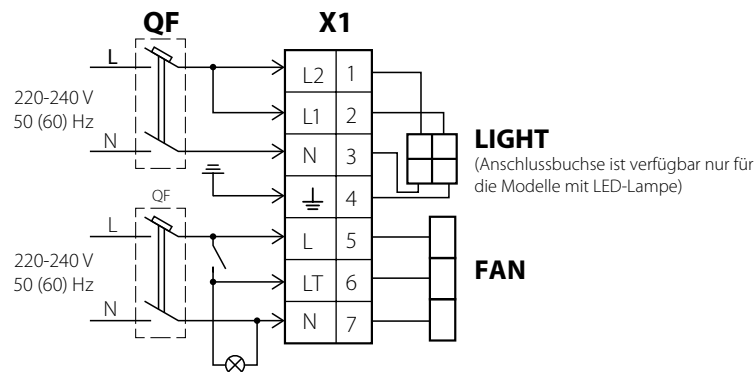 QF X1
L
220-240 V
50 (60) Hz
N
L2 1
L1 2
N 3
4
LIGHT
(Anschlussbuchse ist verfügbar nur für
die Modelle mit LED-Lampe)
QF
L
220-240 V
50 (60) Hz
N
L 5
LT 6
N 7
FAN